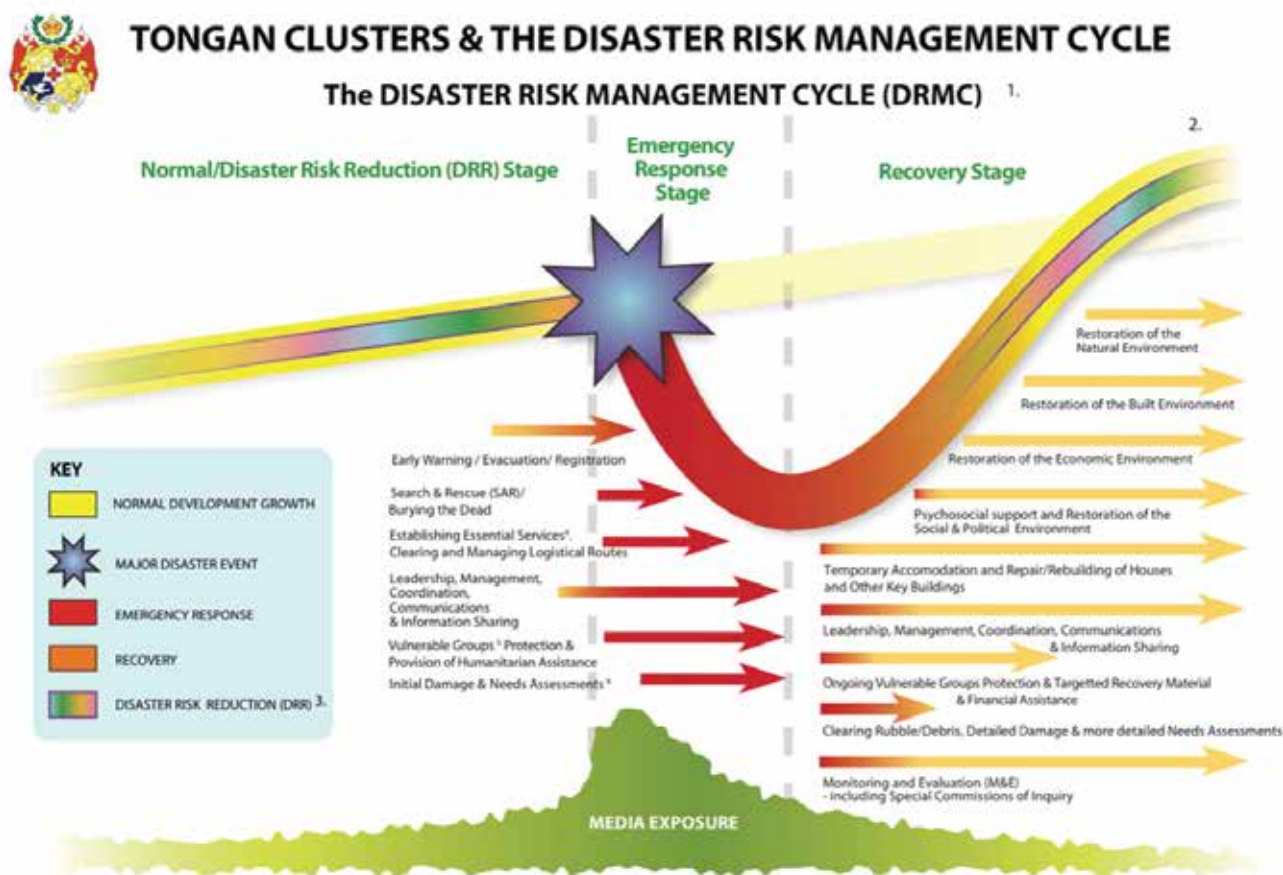 TONGAN CLUSTERS & THE DISASTER RISK MANAGEMENT CYCLE
The DISASTER RISK MANAGEMENT CYCLE (DRMC) 1.
2.
Normal/Disaster Risk Reduction (DRR) Stage
Emergency
Response
Stage
Recovery Stage
Restoration of the
Natural Environment
Restoration of the Built Environment
Restoration of the Economic Environment
Psychosocial support and Restoration of the
Social & Political Environment
Temporary Accomodation and Repair/Rebuilding of Houses
and Other Key Buildings
Leadership, Management, Coordination, Communications
& Information Sharing
Ongoing Vulnerable Groups Protection & Targetted Recovery Material
& Financial Assistance
Clearing Rubble/Debris, Detailed Damage & more detailed Needs Assessments
Monitoring and Evaluation (M&E)
- including Special Commissions of Inquiry
Early Warning / Evacuation/ Registration
Search & Rescue (SAR)/
Burying the Dead
Establishing Essential Services
Clearing and Managing Logistical Routes
Leadership, Management,
Coordination,
Communications
& Information Sharing
Vulnerable Groups Protection &
Provision of Humanitarian Assistance
Initial Damage & Needs Assessments
KEY
NORMAL DEVELOPMENT GROWTH
MAJOR DISASTER EVENT
EMERGENCY RESPONSE
RECOVERY
DISASTER RISK REDUCTION (DRR) 3.
MEDIA EXPOSURE